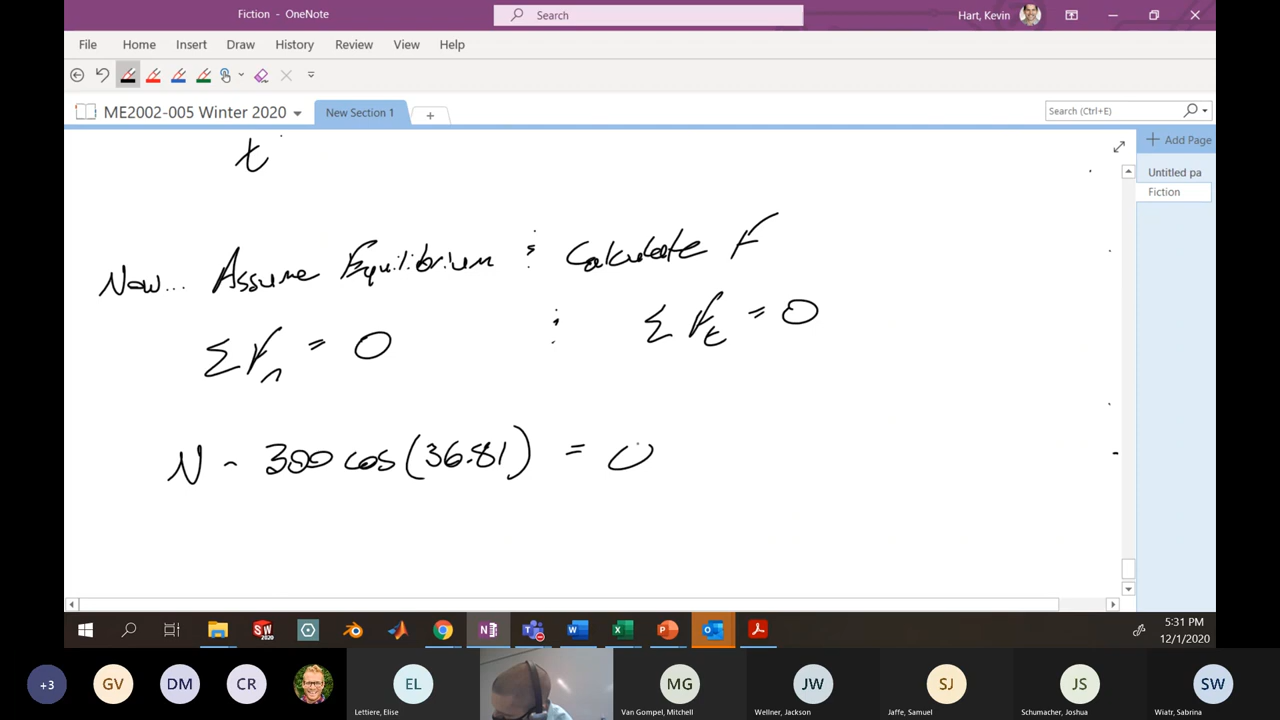 Fiction - OneNote
Search
Hart, Kevin
File Home Insert Draw History Review View Help
ME2002-005 Winter 2020
New Section 1
+
Search (Ctrl+E)
Add Page
Untitled pa
Fiction
t
Now... Assume Equilibrium : Calculate F
Σ Fn = 0 : Σ Ft = 0
N - 300 cos (36.81) = 0
5:31 PM
12/1/2020
+3
GV
DM
CR
EL
Lettiere, Elise
MG
Van Gompel, Mitchell
JW
Wellner, Jackson
SJ
Jaffe, Samuel
JS
Schumacher, Joshua
SW
Wiatr, Sabrina